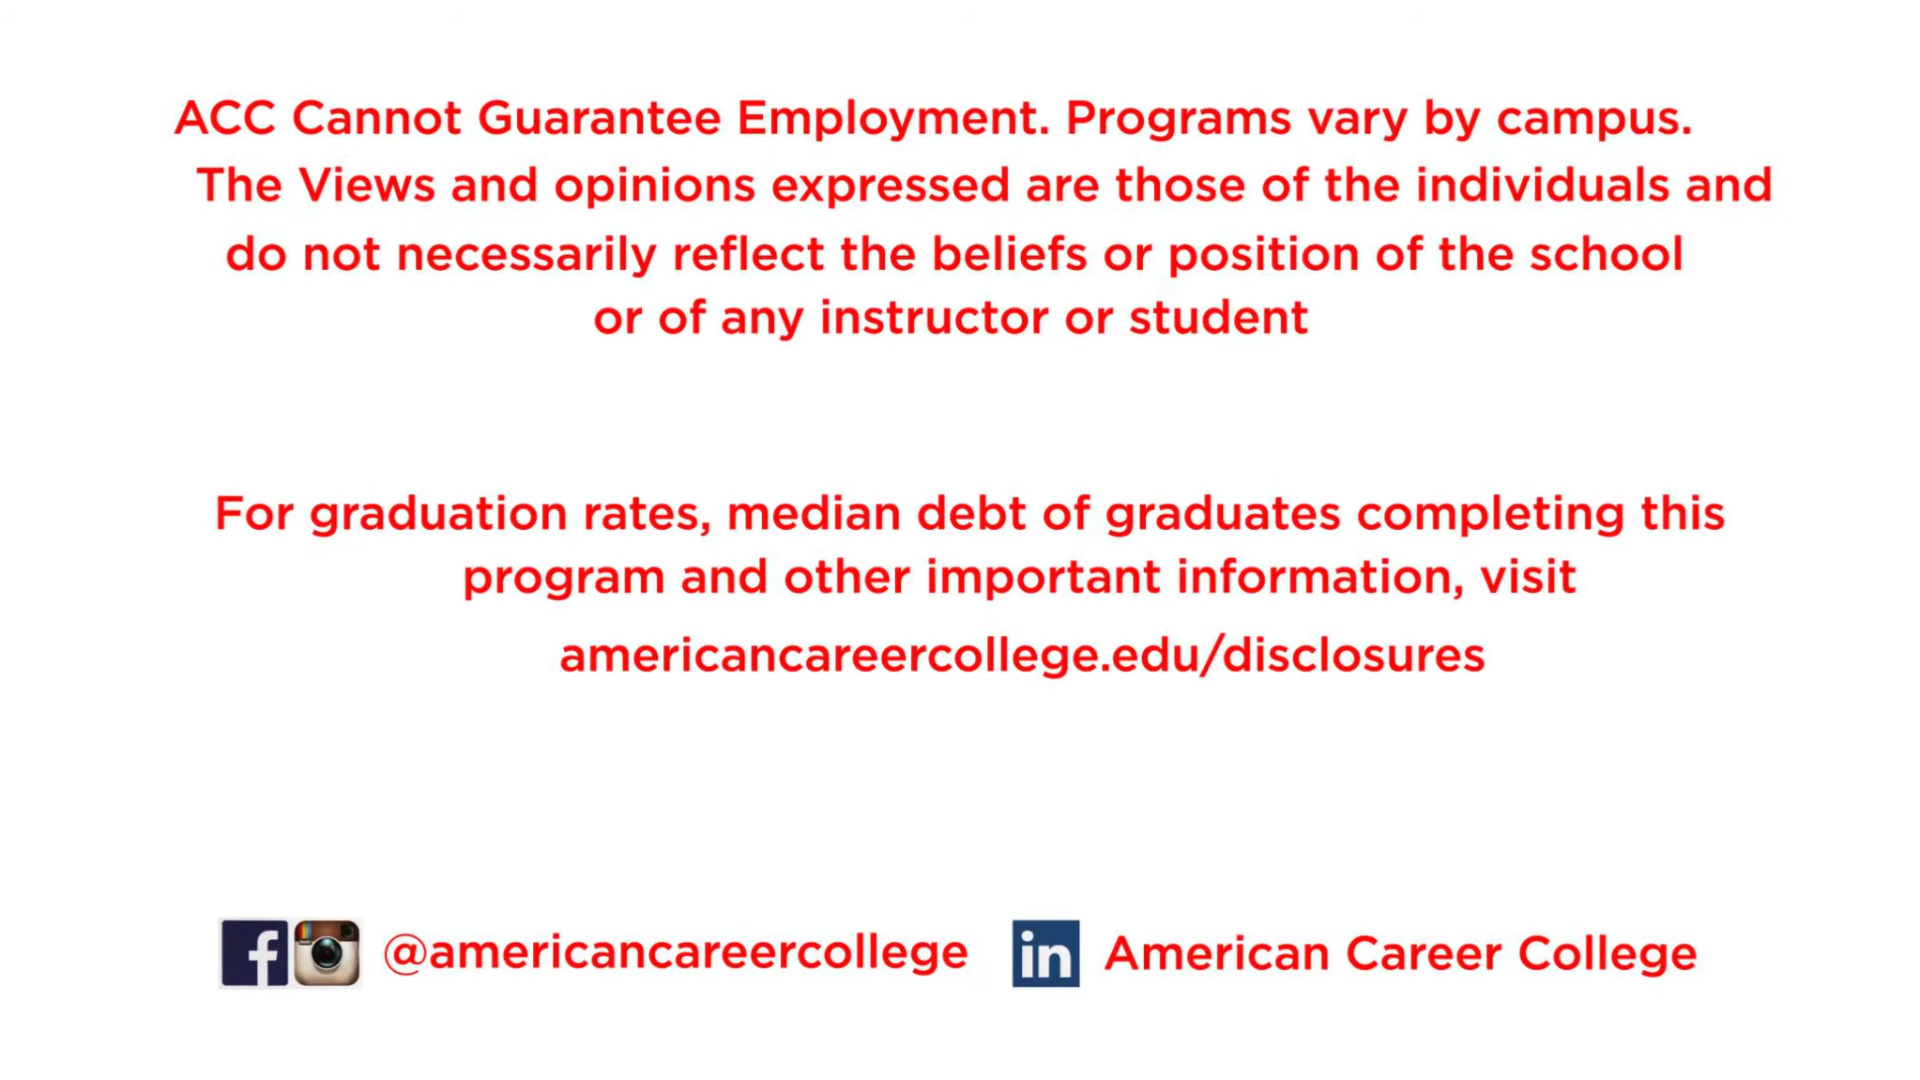 ACC Cannot Guarantee Employment. Programs vary by campus.
The Views and opinions expressed are those of the individuals and
do not necessarily reflect the beliefs or position of the school
or of any instructor or student
For graduation rates, median debt of graduates completing this
program and other important information, visit
americancareercollege.edu/disclosures
f @americancareercollege in American Career College